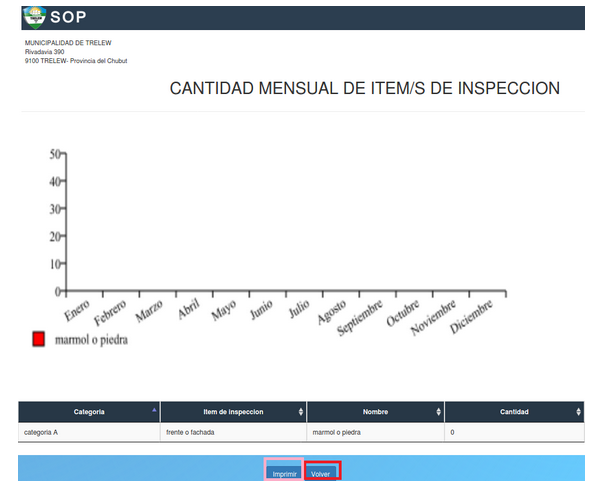 SOP
MUNICIPALIDAD DE TRELEW
Rivadavia 390
9100 TRELEW- Provincia del Chubut
CANTIDAD MENSUAL DE ITEM/S DE INSPECCION
50
40
30
20
10
0
Enero Febrero Marzo Abril Mayo Junio Julio Agosto Septiembre Octubre Noviembre Diciembre
marmol o piedra
Categoria Item de inspeccion Nombre Cantidad
categoria A frente o fachada marmol o piedra 0
Imprimir Volver